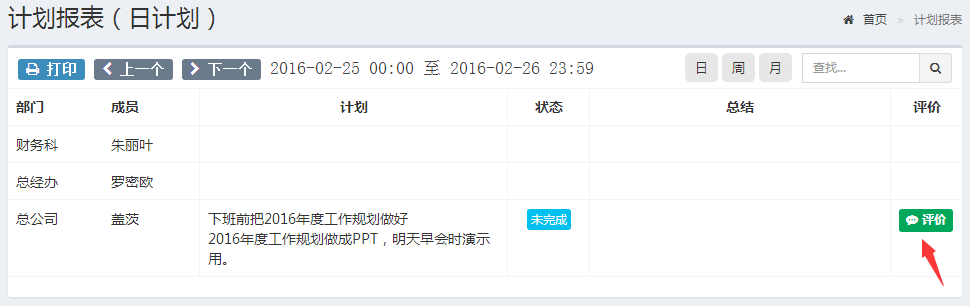 计划报表（日计划）
首页 > 计划报表
打印 上一个 下一个 2016-02-25 00:00 至 2016-02-26 23:59 日 周 月 查找...
部门 成员 计划 状态 总结 评价
财务科 朱丽叶
总经办 罗密欧
总公司 盖茨 下班前把2016年度工作规划做好 未完成 评价
2016年度工作规划做成PPT，明天早会时演示
用。